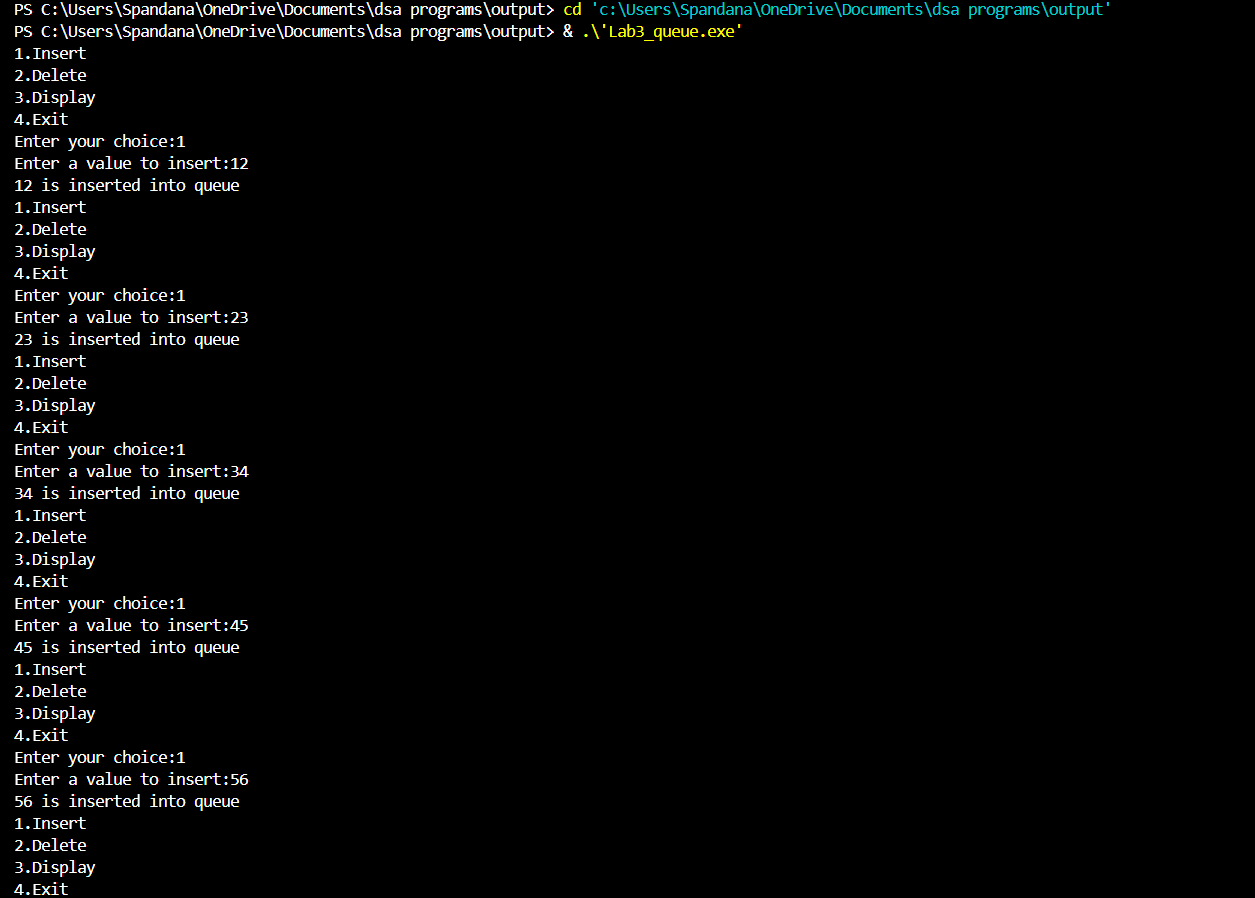 PS C:\Users\Spandana\OneDrive\Documents\dsa programs\output> cd 'c:\Users\Spandana\OneDrive\Documents\dsa programs\output'
PS C:\Users\Spandana\OneDrive\Documents\dsa programs\output> & .\'Lab3_queue.exe'
1.Insert
2.Delete
3.Display
4.Exit
Enter your choice:1
Enter a value to insert:12
12 is inserted into queue
1.Insert
2.Delete
3.Display
4.Exit
Enter your choice:1
Enter a value to insert:23
23 is inserted into queue
1.Insert
2.Delete
3.Display
4.Exit
Enter your choice:1
Enter a value to insert:34
34 is inserted into queue
1.Insert
2.Delete
3.Display
4.Exit
Enter your choice:1
Enter a value to insert:45
45 is inserted into queue
1.Insert
2.Delete
3.Display
4.Exit
Enter your choice:1
Enter a value to insert:56
56 is inserted into queue
1.Insert
2.Delete
3.Display
4.Exit